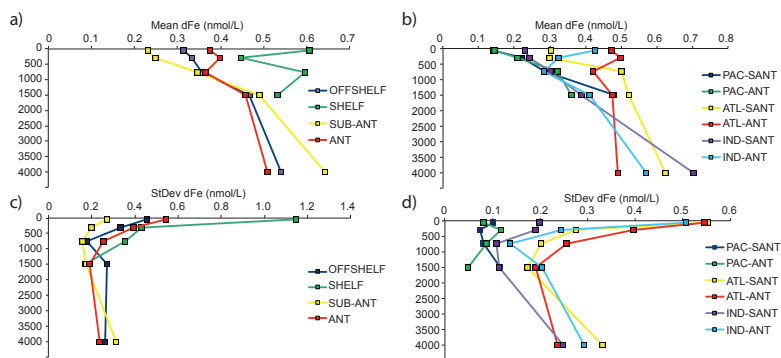 a)
Mean dFe (nmol/L)
0 0.1 0.2 0.3 0.4 0.5 0.6 0.7
0
500
1000
1500
2000
2500
3000
3500
4000
4500
OFFSHELF
SHELF
SUB-ANT
ANT
b)
Mean dFe (nmol/L)
0 0.1 0.2 0.3 0.4 0.5 0.6 0.7 0.8
0
500
1000
1500
2000
2500
3000
3500
4000
4500
PAC-SANT
PAC-ANT
ATL-SANT
ATL-ANT
IND-SANT
IND-ANT
c)
StDev dFe (nmol/L)
0 0.2 0.4 0.6 0.8 1.0 1.2 1.4
0
500
1000
1500
2000
2500
3000
3500
4000
4500
OFFSHELF
SHELF
SUB-ANT
ANT
d)
StDev dFe (nmol/L)
0 0.1 0.2 0.3 0.4 0.5 0.6
0
500
1000
1500
2000
2500
3000
3500
4000
4500
PAC-SANT
PAC-ANT
ATL-SANT
ATL-ANT
IND-SANT
IND-ANT